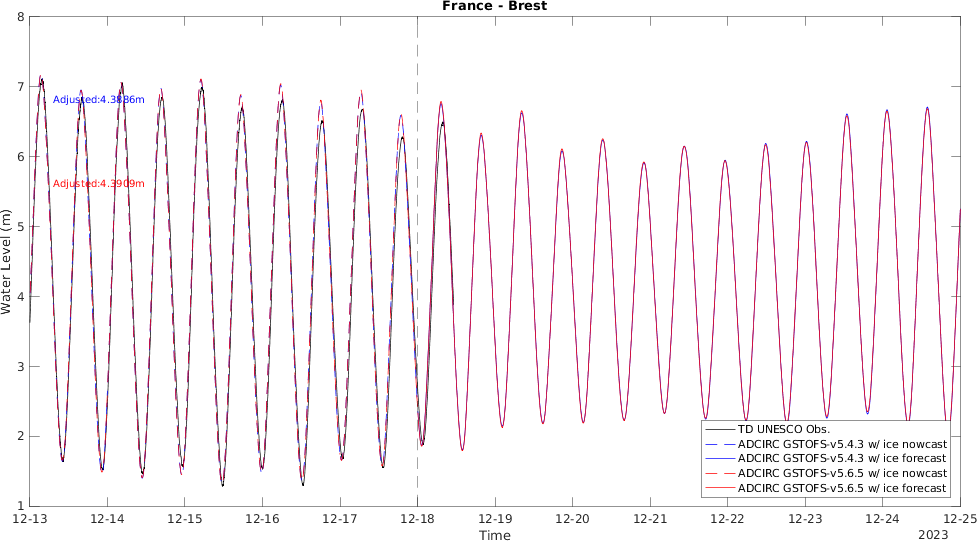 France - Brest
8
7
6
5
4
3
2
1
Water Level (m)
Adjusted:4.3886m
Adjusted:4.3909m
TD UNESCO Obs.
ADCIRC GSTOFS-v5.4.3 w/ ice nowcast
ADCIRC GSTOFS-v5.4.3 w/ ice forecast
ADCIRC GSTOFS-v5.6.5 w/ ice nowcast
ADCIRC GSTOFS-v5.6.5 w/ ice forecast
12-13 12-14 12-15 12-16 12-17 12-18 12-19 12-20 12-21 12-22 12-23 12-24 12-25
Time
2023